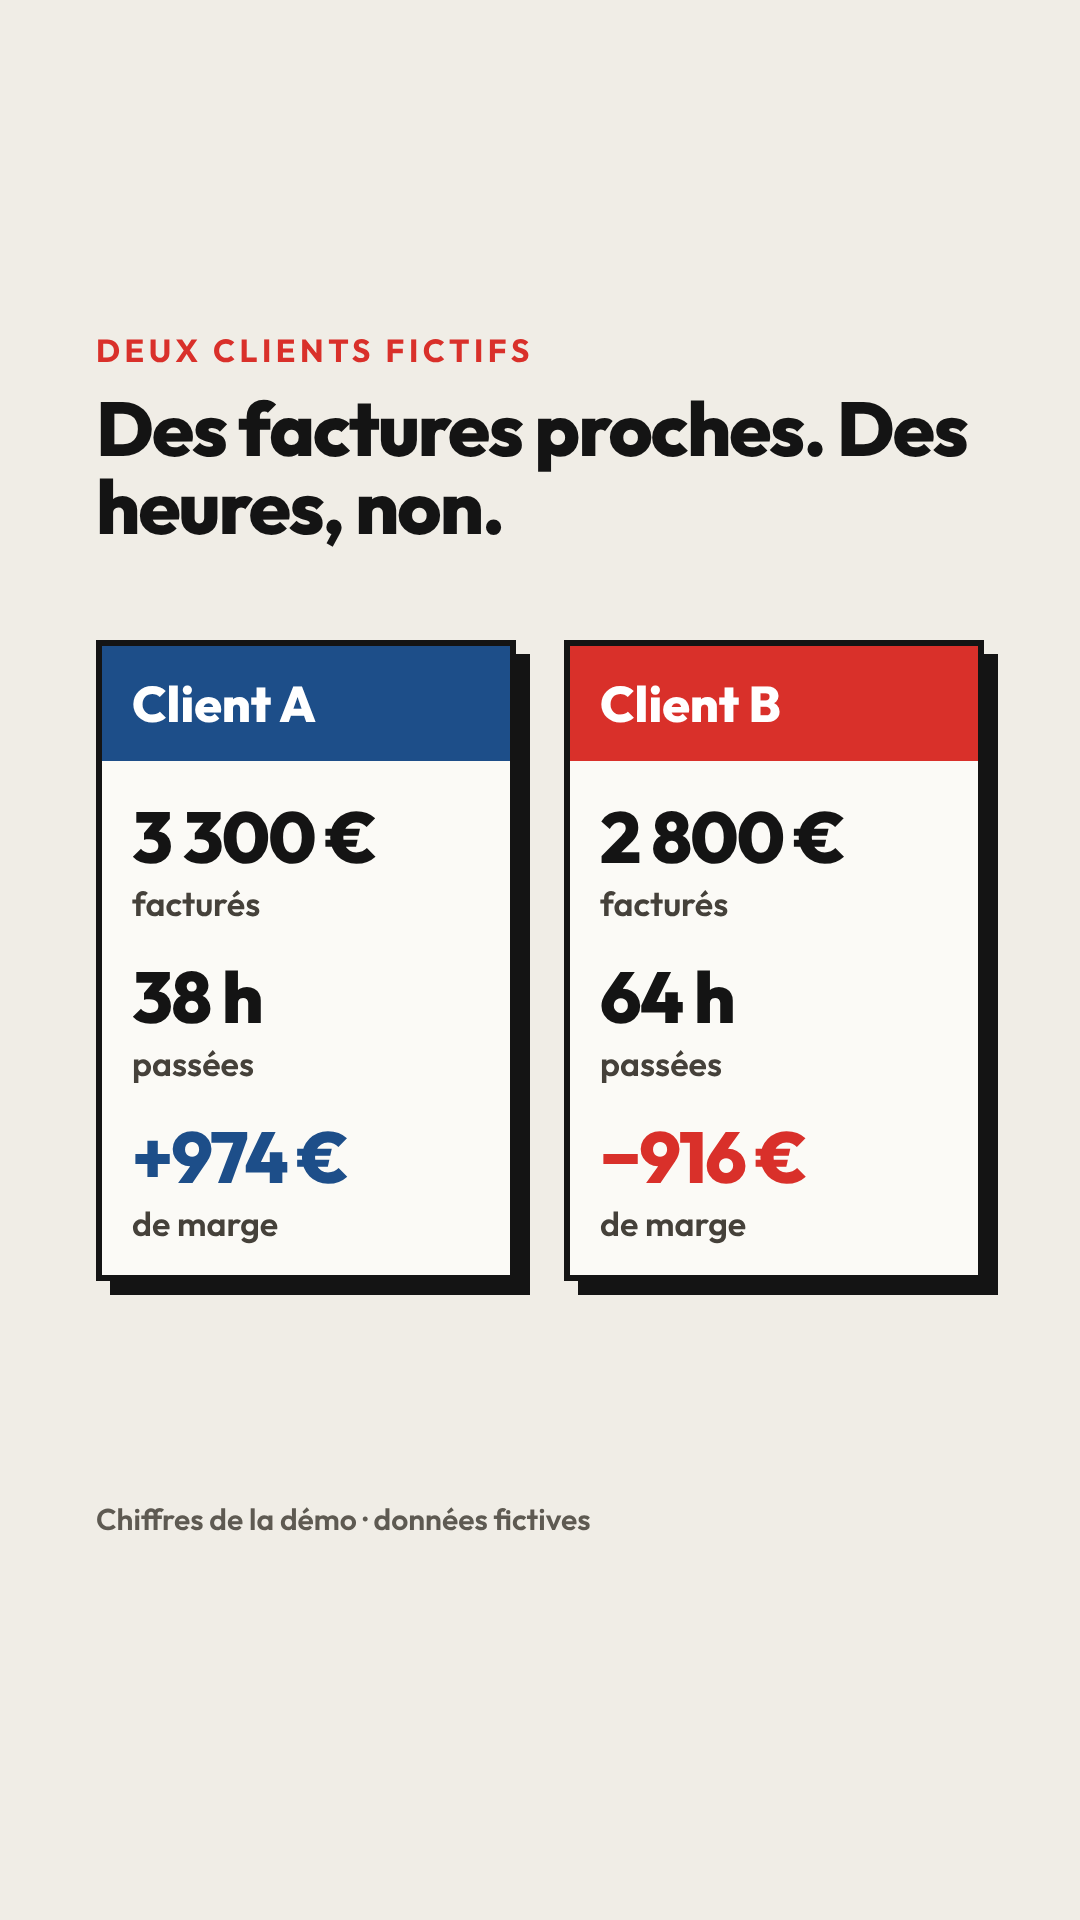 DEUX CLIENTS FICTIFS
Des factures proches. Des
heures, non.
Client A
3 300 €
facturés
38 h
passées
+974 €
de marge
Client B
2 800 €
facturés
64 h
passées
−916 €
de marge
Chiffres de la démo · données fictives